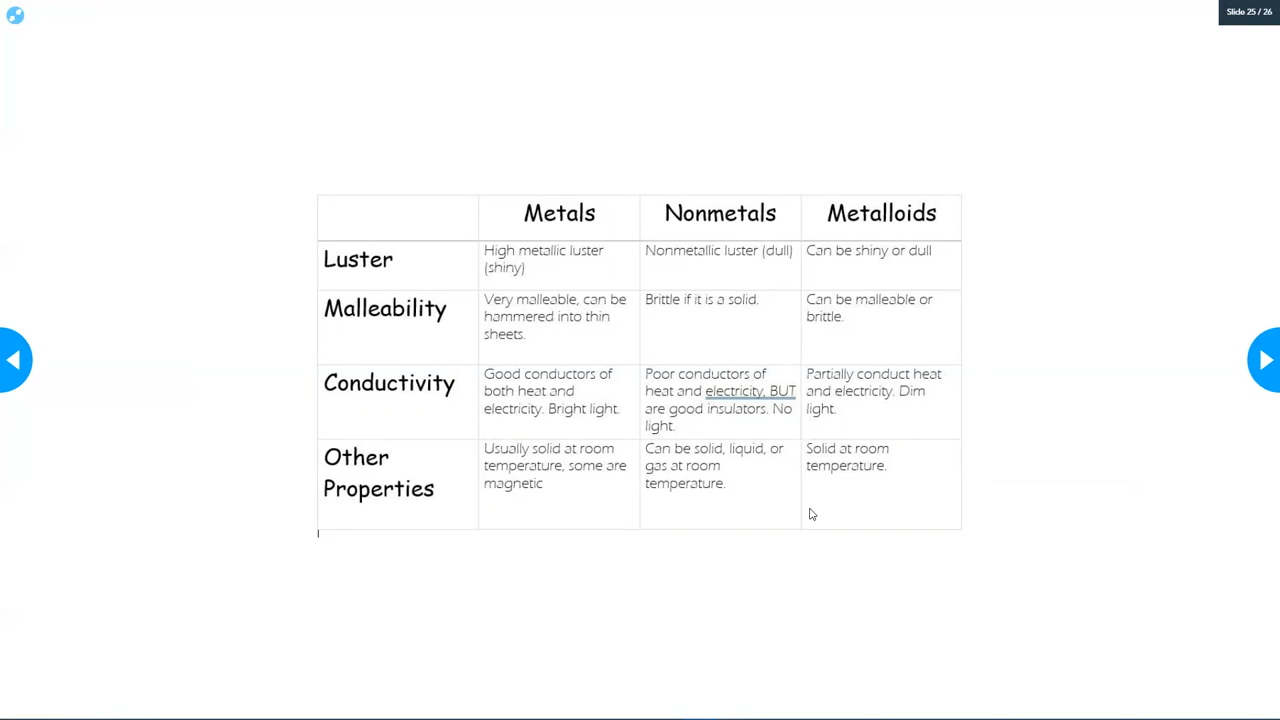 Slide 25 / 26
Metals Nonmetals Metalloids
Luster
High metallic luster
(shiny)
Nonmetallic luster (dull)
Can be shiny or dull
Malleability
Very malleable, can be
hammered into thin
sheets.
Brittle if it is a solid.
Can be malleable or
brittle.
Conductivity
Good conductors of
both heat and
electricity. Bright light.
Poor conductors of
heat and electricity, BUT
are good insulators. No
light.
Partially conduct heat
and electricity. Dim
light.
Other
Properties
Usually solid at room
temperature, some are
magnetic
Can be solid, liquid, or
gas at room
temperature.
Solid at room
temperature.